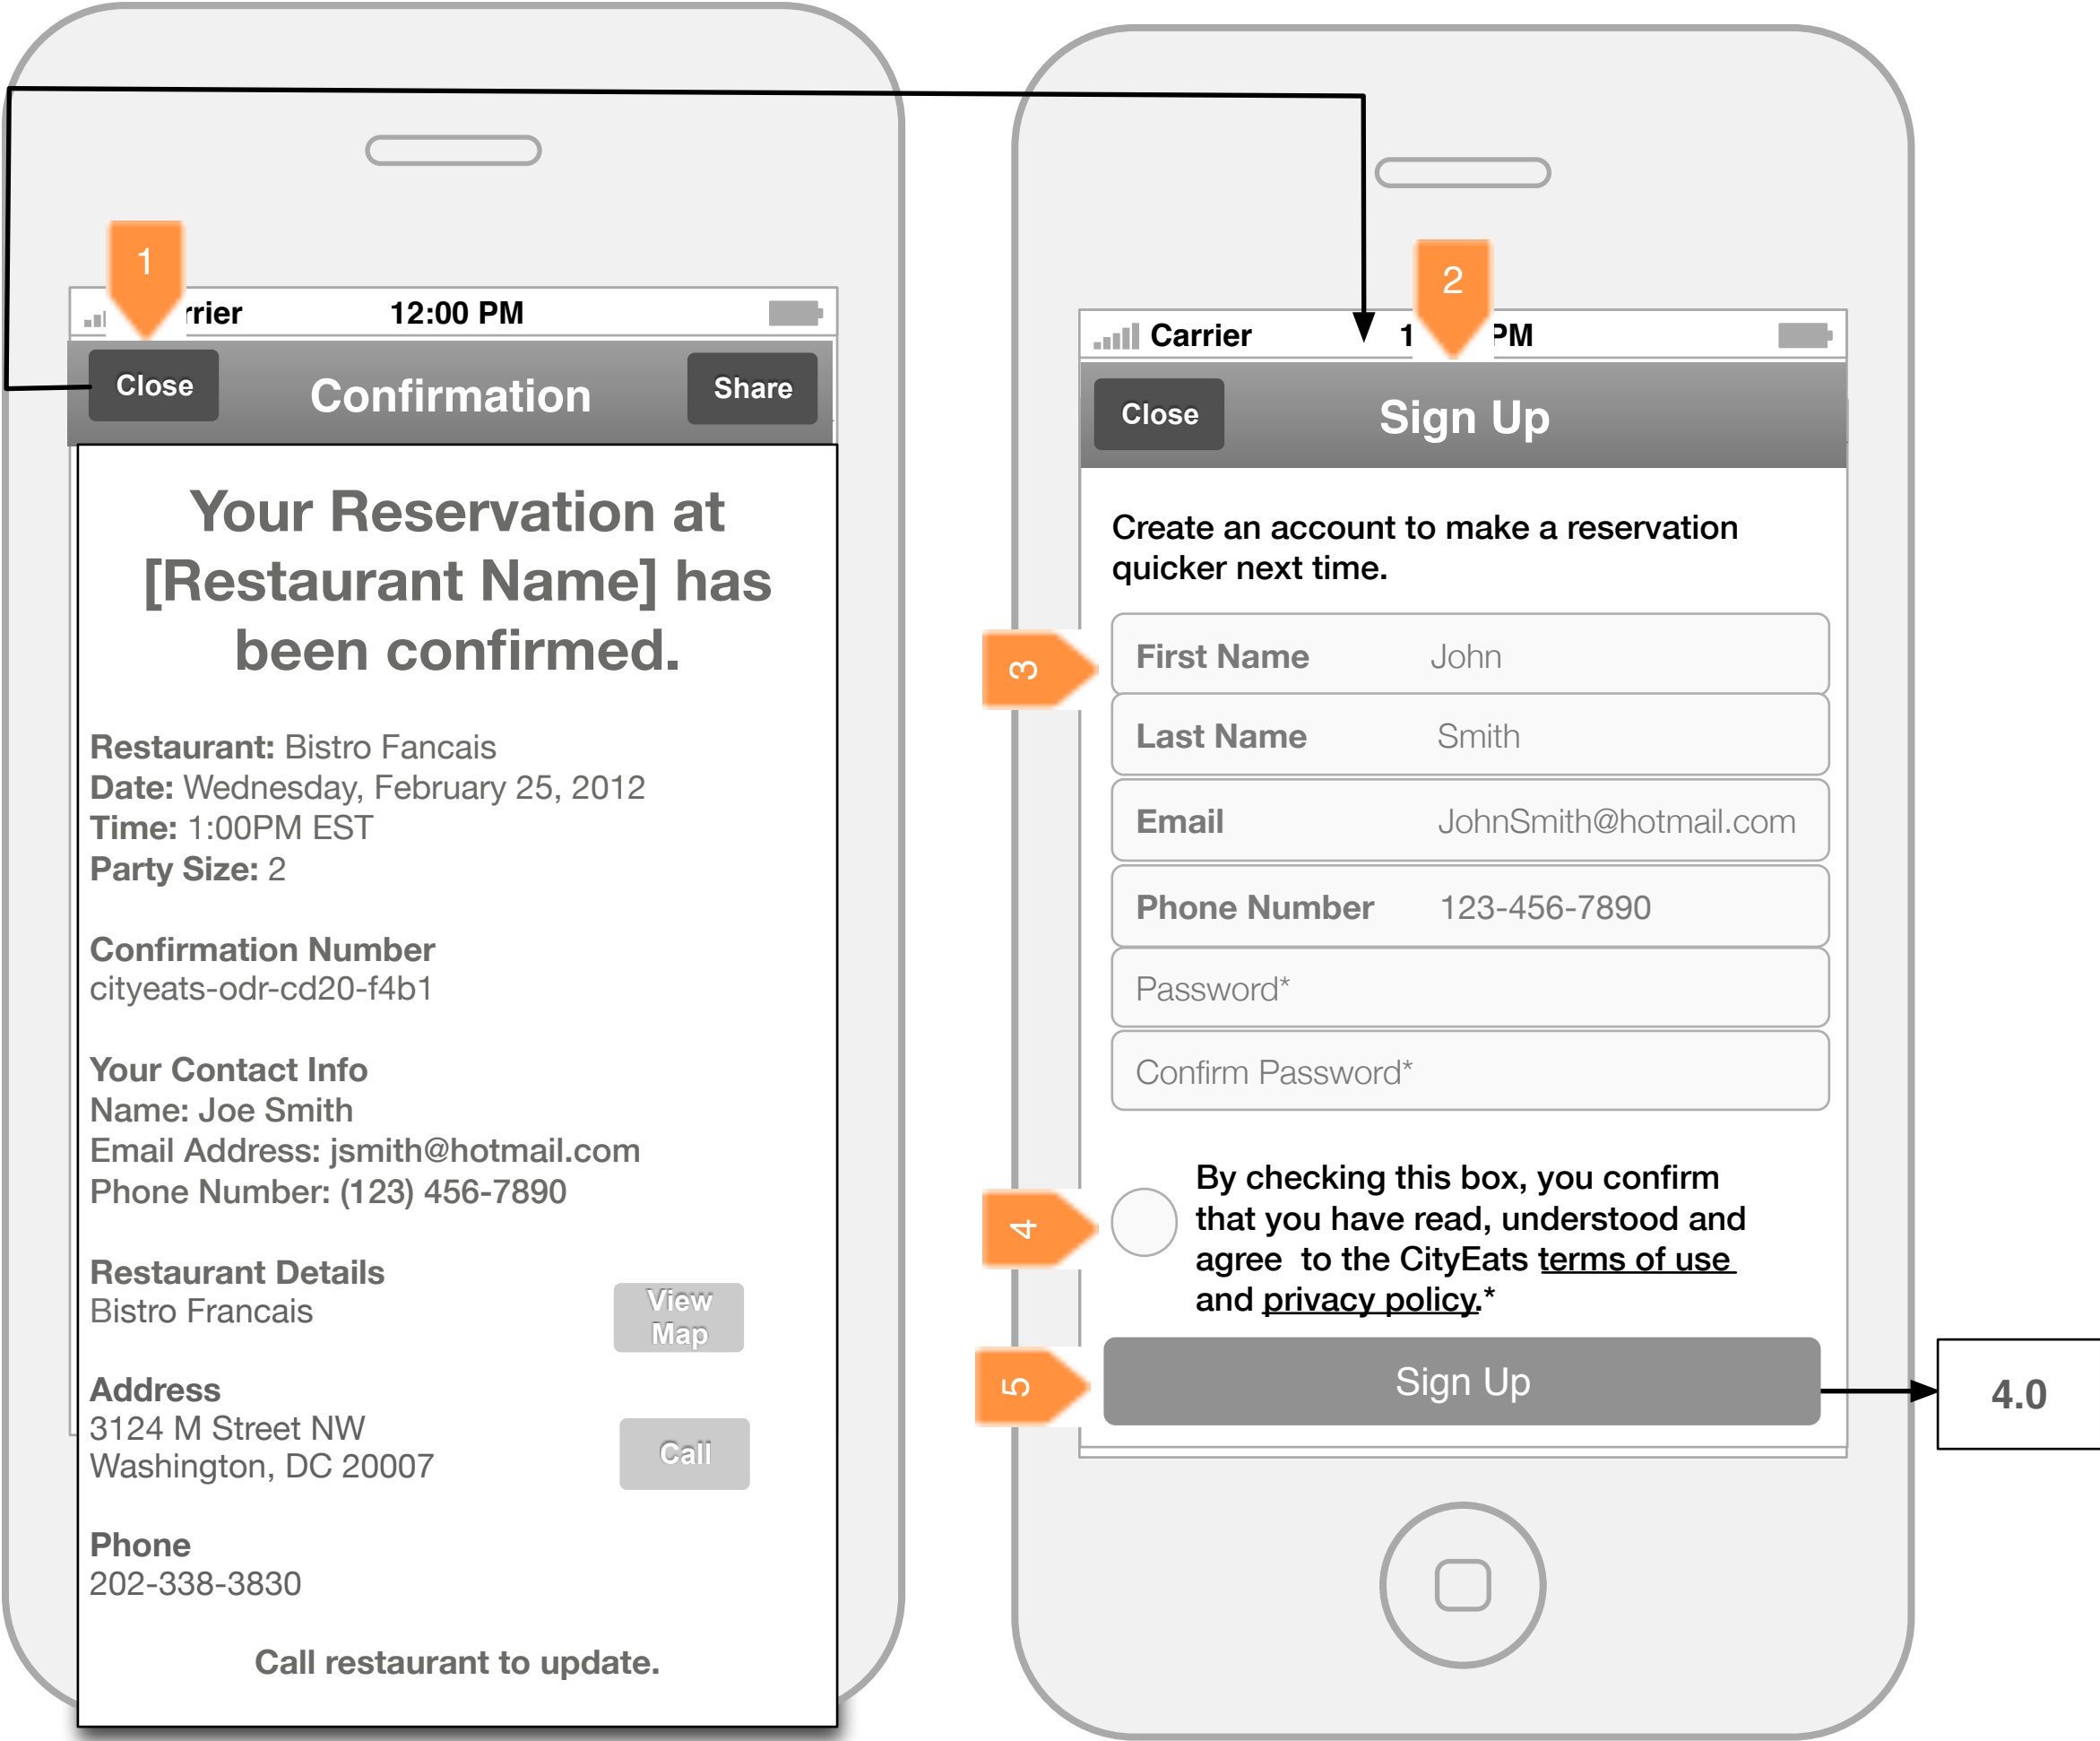 1
rrier 12:00 PM
Close Confirmation Share
Your Reservation at
[Restaurant Name] has
been confirmed.
Restaurant: Bistro Fancais
Date: Wednesday, February 25, 2012
Time: 1:00PM EST
Party Size: 2
Confirmation Number
cityeats-odr-cd20-f4b1
Your Contact Info
Name: Joe Smith
Email Address: jsmith@hotmail.com
Phone Number: (123) 456-7890
Restaurant Details
Bistro Francais
View
Map
Address
3124 M Street NW
Washington, DC 20007
Call
Phone
202-338-3830
Call restaurant to update.
2
Carrier 1 PM
Close Sign Up
Create an account to make a reservation
quicker next time.
3
First Name John
Last Name Smith
Email JohnSmith@hotmail.com
Phone Number 123-456-7890
Password*
Confirm Password*
4
By checking this box, you confirm
that you have read, understood and
agree  to the CityEats terms of use
and privacy policy.*
5
Sign Up
4.0